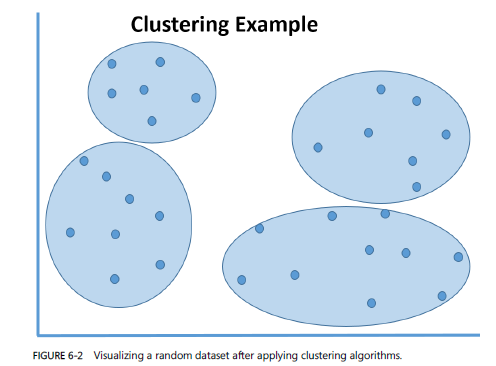 Clustering Example
FIGURE 6-2 Visualizing a random dataset after applying clustering algorithms.